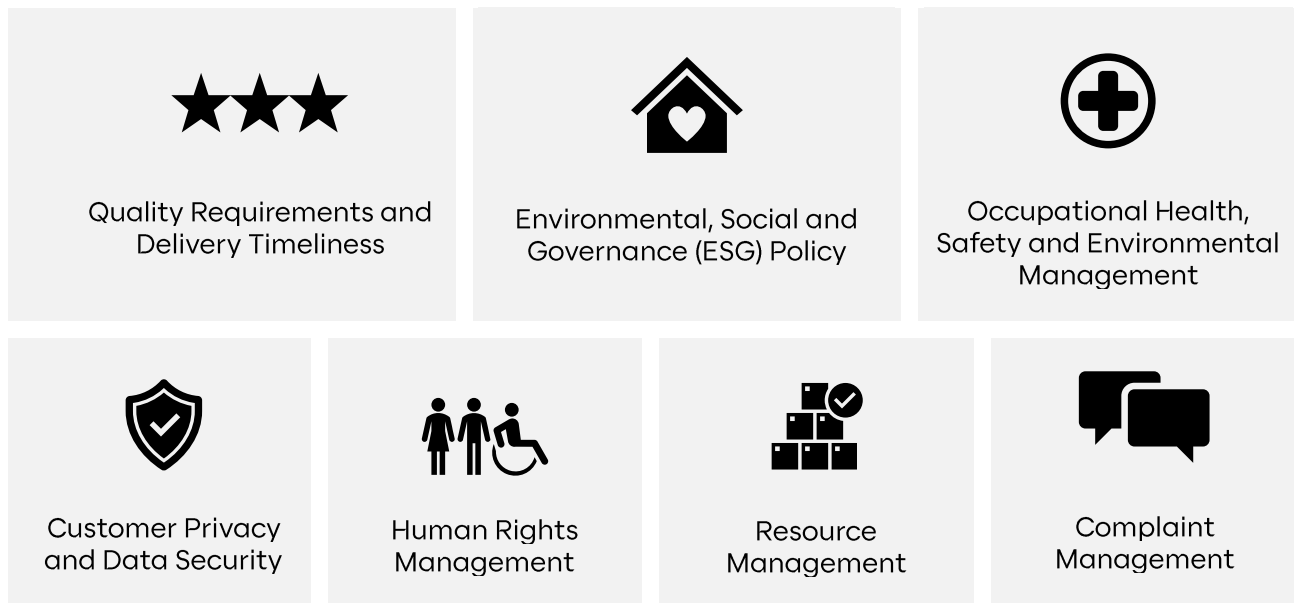 Quality Requirements and
Delivery Timeliness
Environmental, Social and
Governance (ESG) Policy
Occupational Health,
Safety and Environmental
Management
Customer Privacy
and Data Security
Human Rights
Management
Resource
Management
Complaint
Management